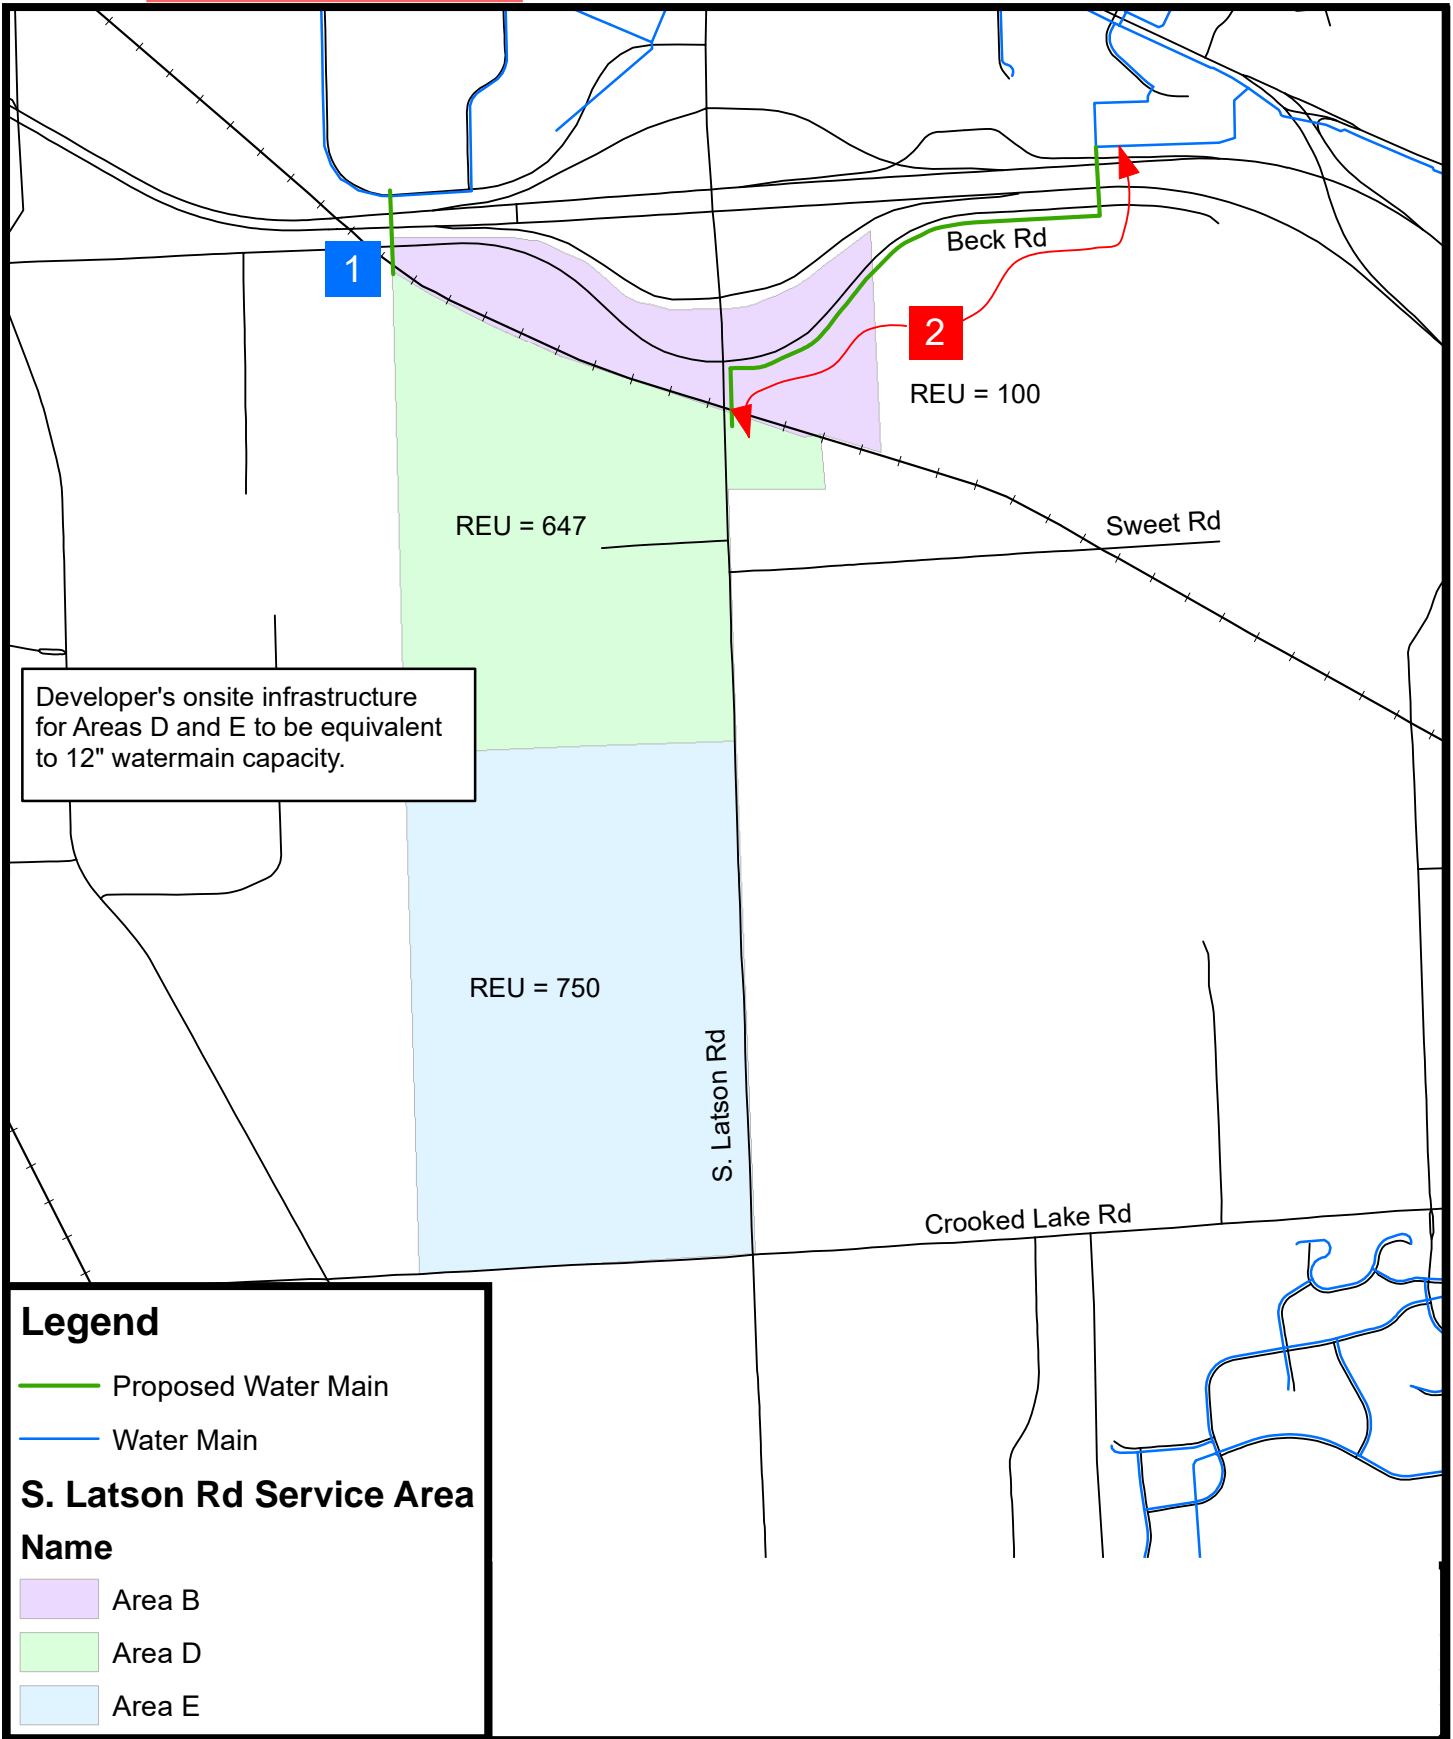 1
Beck Rd
2
REU = 100
REU = 647
Sweet Rd
Developer's onsite infrastructure
for Areas D and E to be equivalent
to 12" watermain capacity.
REU = 750
S. Latson Rd
Crooked Lake Rd
Legend
Proposed Water Main
Water Main
S. Latson Rd Service Area
Name
Area B
Area D
Area E